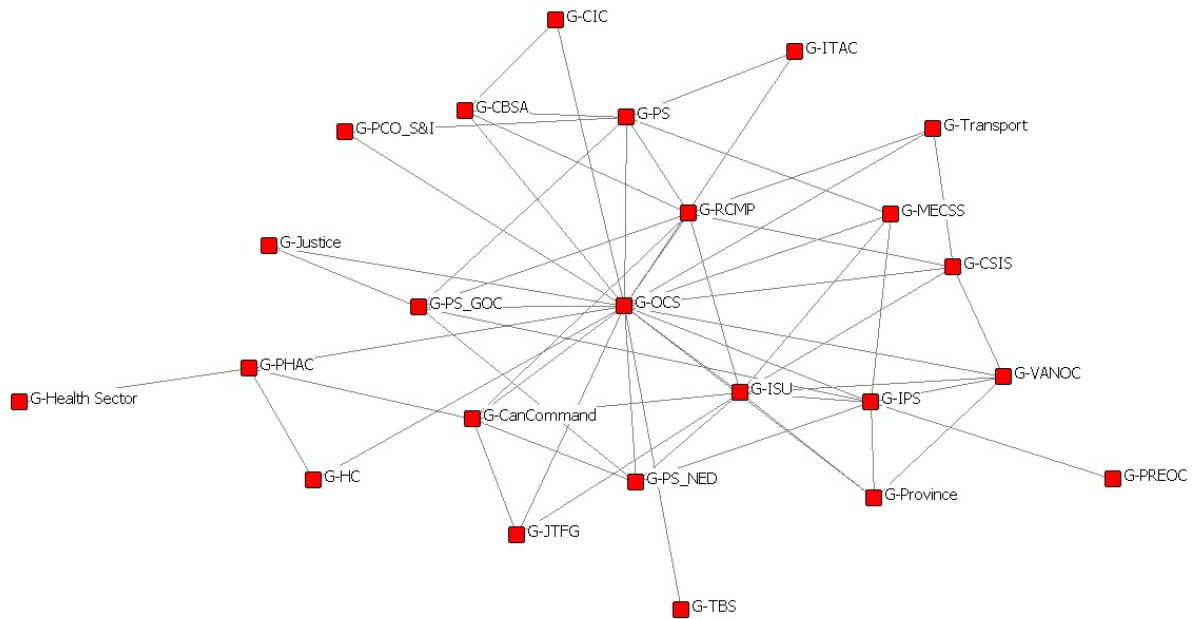 G-CIC
G-ITAC
G-CBSA
G-PS
G-PCO_S&I
G-Transport
G-RCMP
G-MECSS
G-Justice
G-CSIS
G-PS_GOC
G-OCS
G-PHAC
G-VANOC
G-ISU
G-IPS
G-Health Sector
G-CanCommand
G-HC
G-PS_NED
G-PREOC
G-Province
G-JTFG
G-TBS